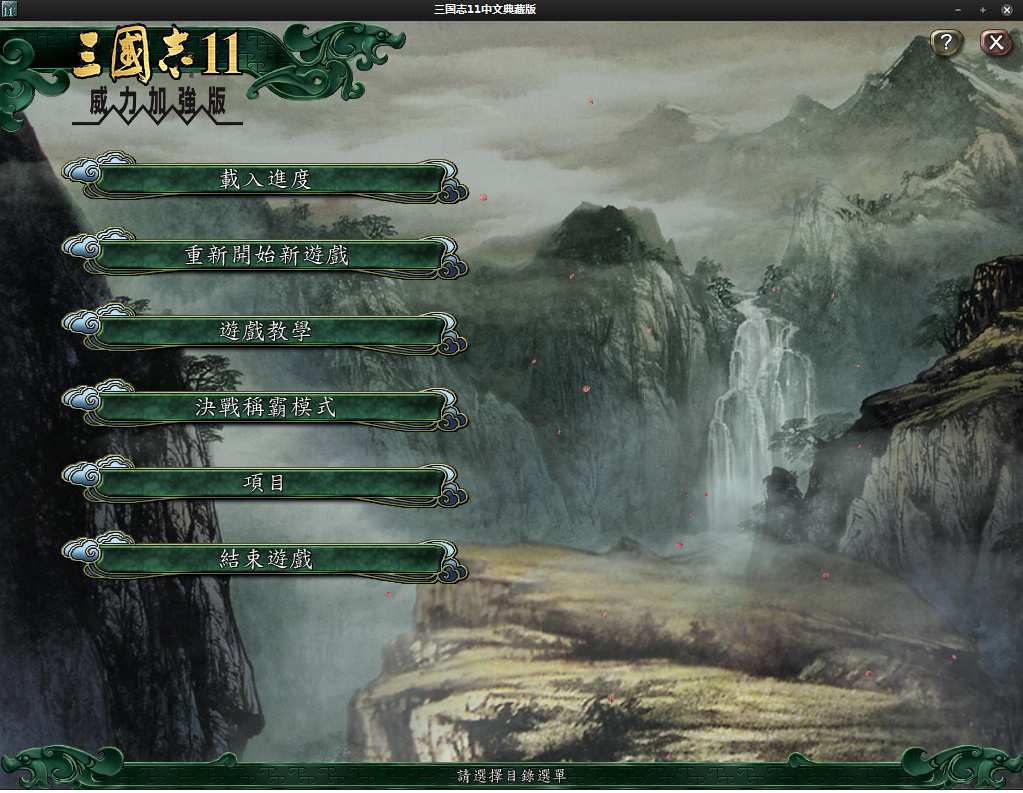 三国志11中文典藏版
11
三國志11
威力加強版
?
X
載入進度
重新開始新遊戲
遊戲教學
決戰稱霸模式
項目
結束遊戲
請選擇目錄選單